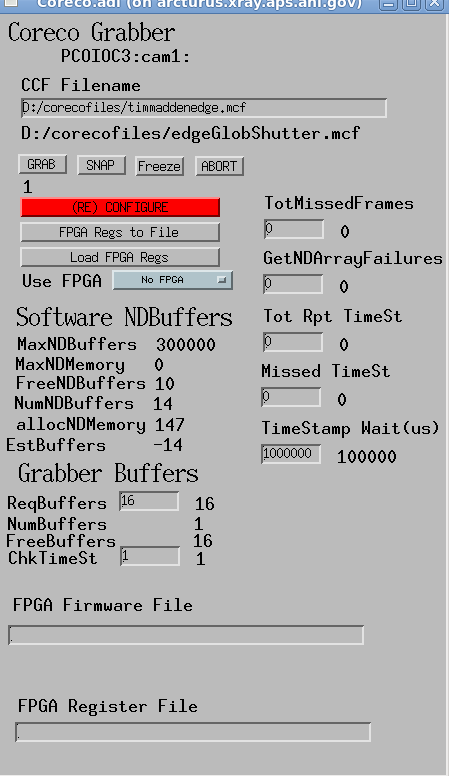 Coreco.adl (on arcturus.xray.aps.anl.gov)
Coreco Grabber
PCOIOC3:cam1:
CCF Filename
D:/corecofiles/timmaddenedge.mcf
D:/corecofiles/edgeGlobShutter.mcf
GRAB SNAP Freeze ABORT
1
(RE) CONFIGURE
FPGA Regs to File
Load FPGA Regs
Use FPGA No FPGA
TotMissedFrames
0 0
GetNDArrayFailures
0 0
Tot Rpt TimeSt
0 0
Missed TimeSt
0 0
TimeStamp Wait(us)
1000000 100000
Software NDBuffers
MaxNDBuffers 300000
MaxNDMemory 0
FreeNDBuffers 10
NumNDBuffers 14
allocNDMemory 147
EstBuffers -14
Grabber Buffers
ReqBuffers 16 16
NumBuffers 1
FreeBuffers 16
ChkTimeSt 1 1
FPGA Firmware File
FPGA Register File